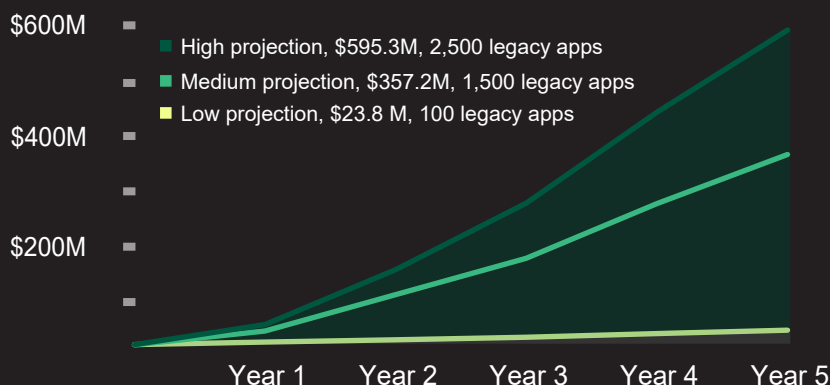 $600M
High projection, $595.3M, 2,500 legacy apps
Medium projection, $357.2M, 1,500 legacy apps
Low projection, $23.8 M, 100 legacy apps
$400M
$200M
Year 1 Year 2 Year 3 Year 4 Year 5